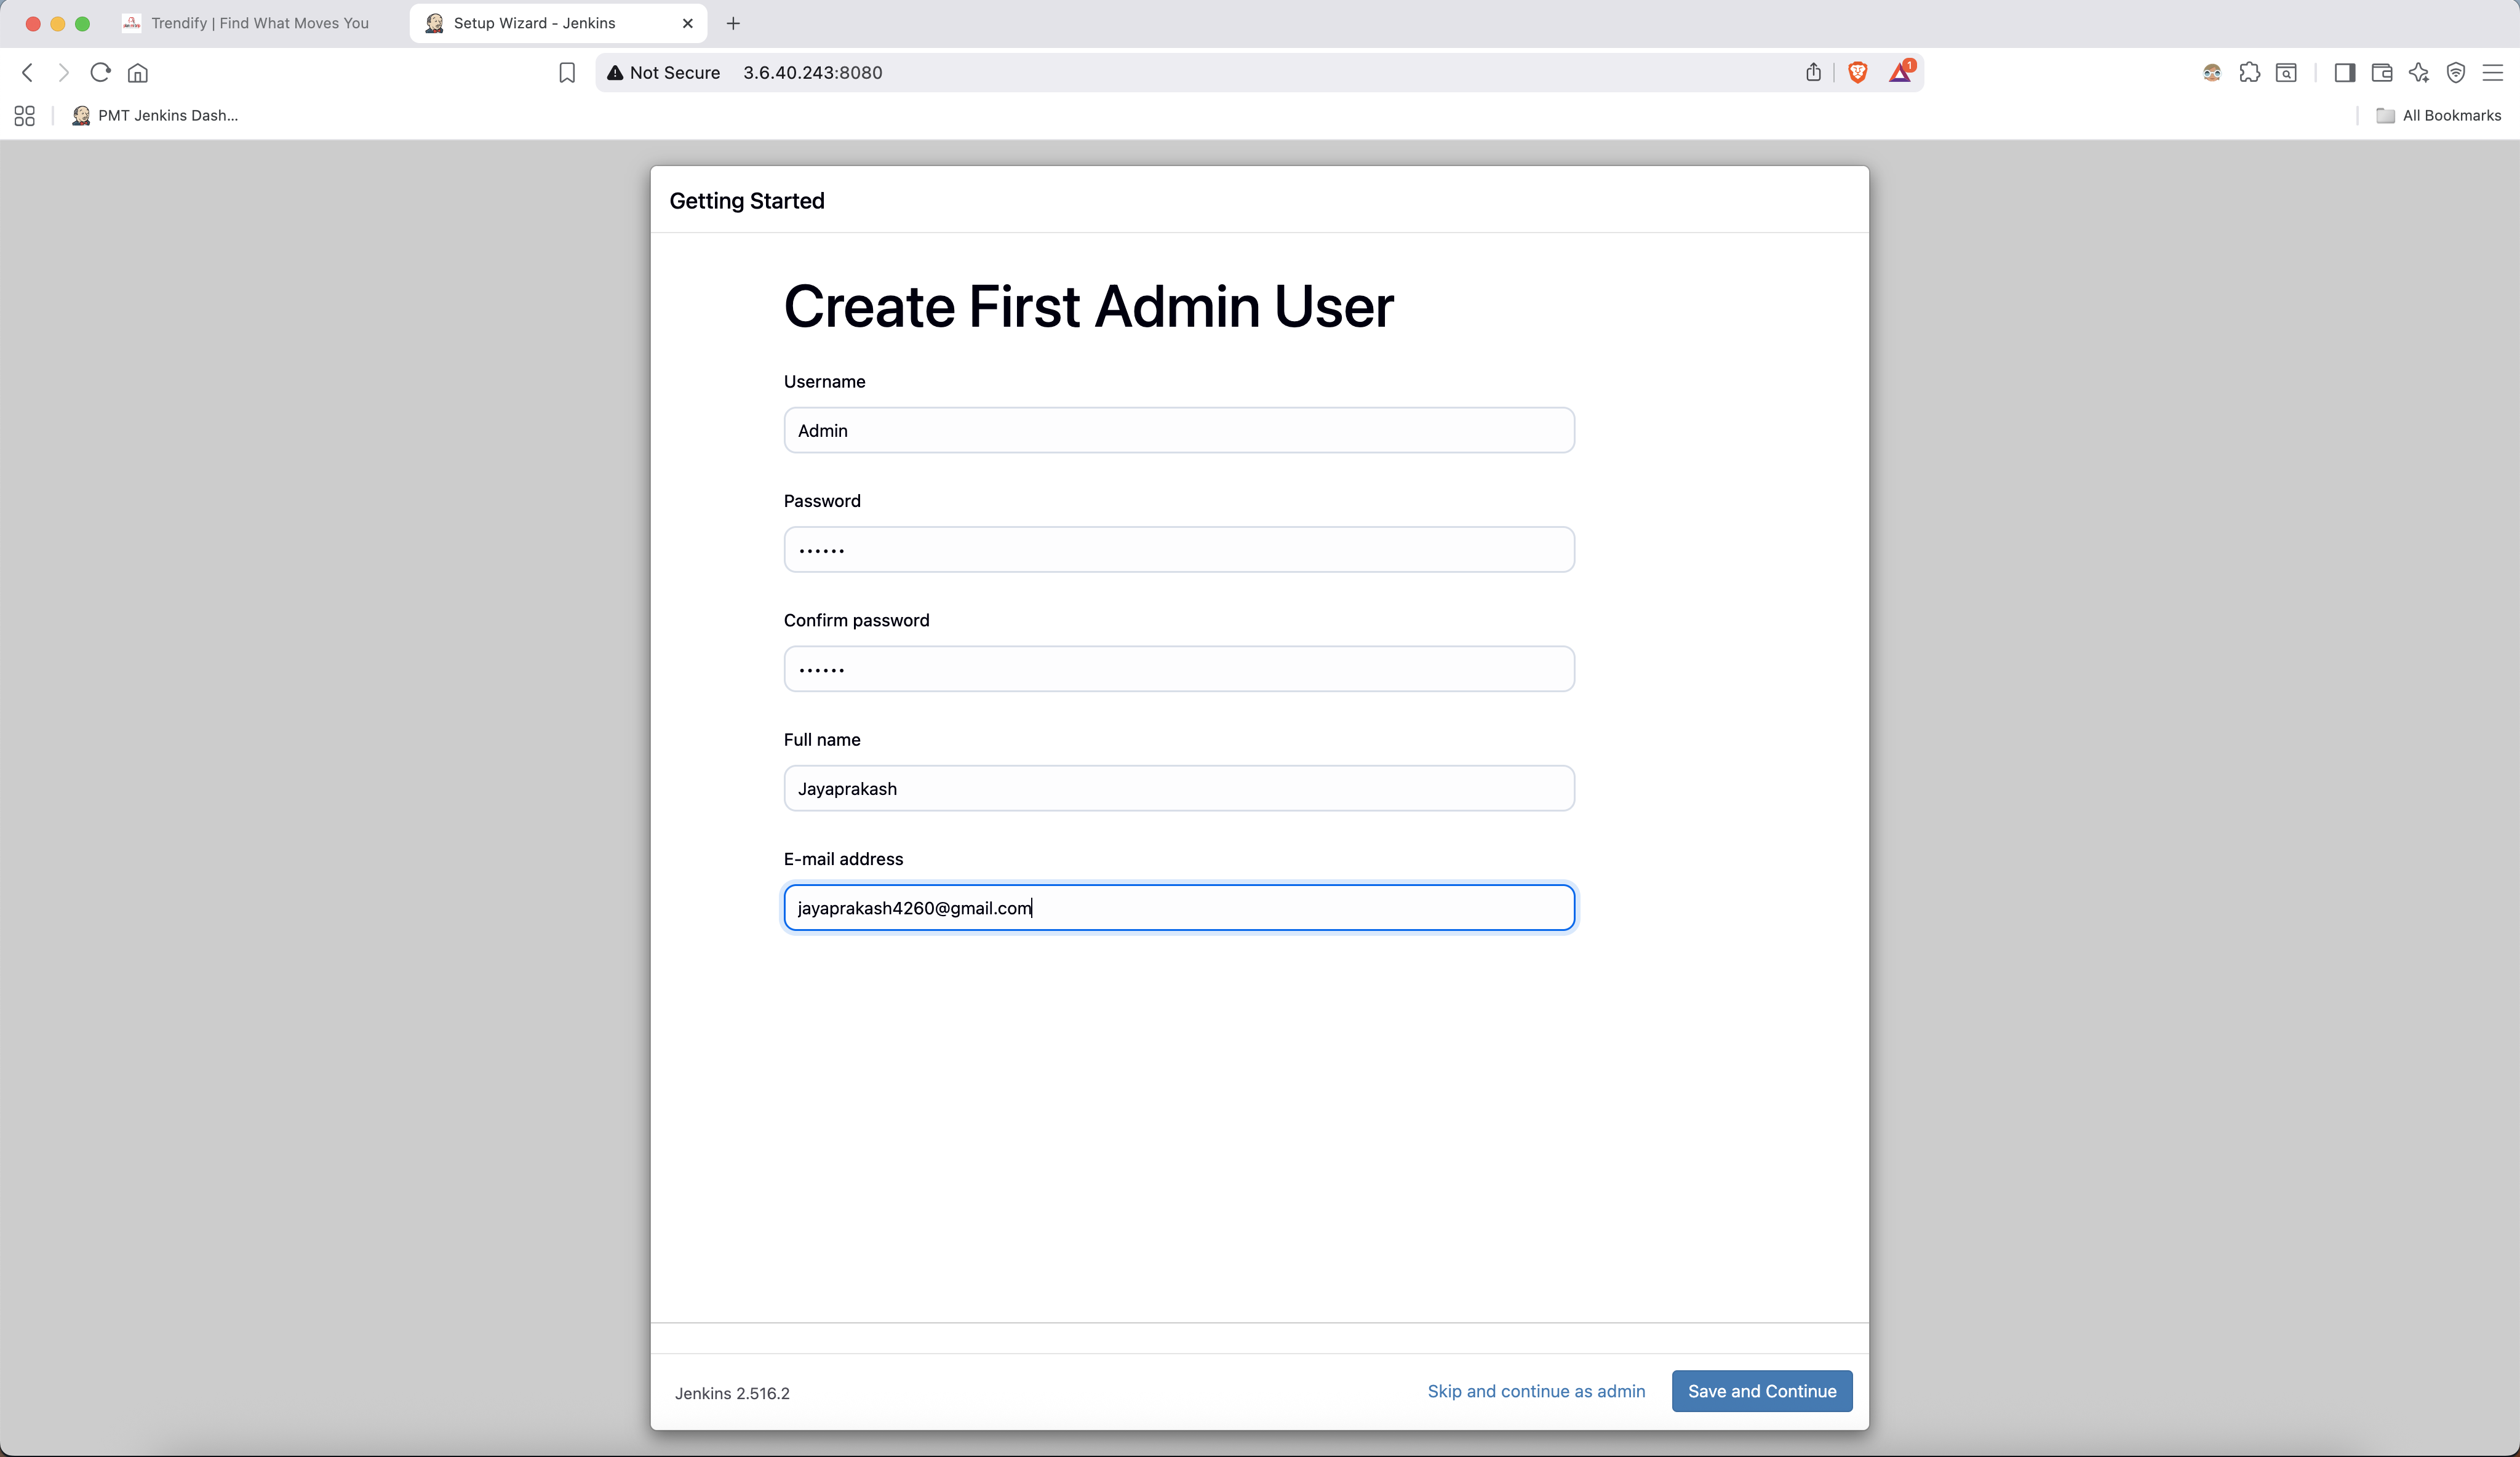 Trendify | Find What Moves You
Setup Wizard - Jenkins
Not Secure 3.6.40.243:8080
1
PMT Jenkins Dash...
All Bookmarks
Getting Started
Create First Admin User
Username
Admin
Password
••••••
Confirm password
••••••
Full name
Jayaprakash
E-mail address
jayaprakash4260@gmail.com
Jenkins 2.516.2
Skip and continue as admin
Save and Continue